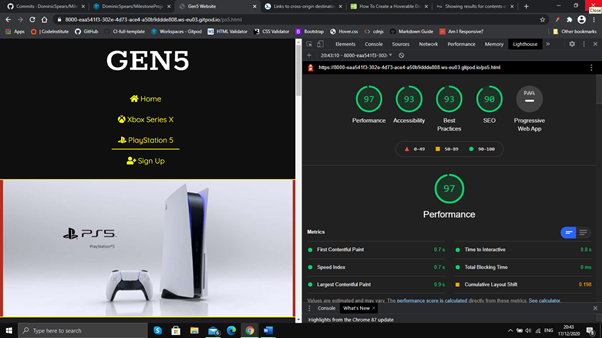 Commits · DominicSpears/Mile
DominicSpears/MilestoneProje
Gen5 Website
Links to cross-origin destinati
How To Create a Hoverable D
Showing results for contents
Close
8000-eaa541f3-302e-4d73-ace4-a50b9ddde808.ws-eu03.gitpod.io/ps5.html
Apps
CodeInstitute
GitHub
CI-full-template
Workspaces - Gitpod
HTML Validator
CSS Validator
Bootstrap
Hover.css
cdnjs
Markdown Guide
Am I Responsive?
Other bookmarks
GEN5
Home
Xbox Series X
PlayStation 5
Sign Up
PS5
PlayStation®5
Elements
Console
Sources
Network
Performance
Memory
Lighthouse
20:43:10 - 8000-eaa541f3-302e-4d73-ace4-a50b9ddde808.
https://8000-eaa541f3-302e-4d73-ace4-a50b9ddde808.ws-eu03.gitpod.io/ps5.html
97 93 93 90
Performance Accessibility Best Practices SEO Progressive Web App
0-49 50-89 90-100
97
Performance
Metrics
First Contentful Paint 0.7 s
Time to Interactive 0.8 s
Speed Index 0.7 s
Total Blocking Time 0 ms
Largest Contentful Paint 0.9 s
Cumulative Layout Shift 0.150
Values are estimated and may vary. The performance score is calculated directly from these metrics. See calculator.
Console What's New
Highlights from the Chrome 87 update
Type here to search
ENG
20:43
17/12/2020